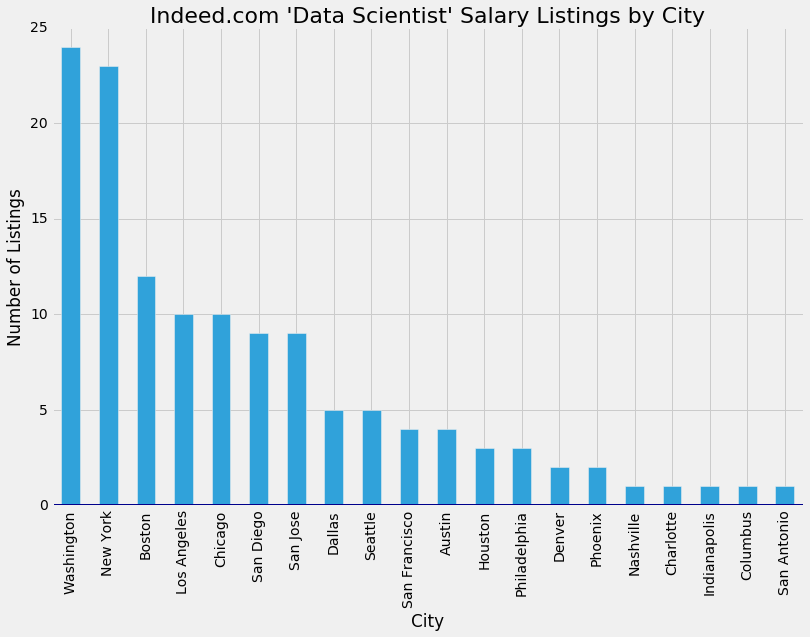 Indeed.com 'Data Scientist' Salary Listings by City
Number of Listings
25
20
15
10
5
0
Washington
New York
Boston
Los Angeles
Chicago
San Diego
San Jose
Dallas
Seattle
San Francisco
Austin
Houston
Philadelphia
Denver
Phoenix
Nashville
Charlotte
Indianapolis
Columbus
San Antonio
City